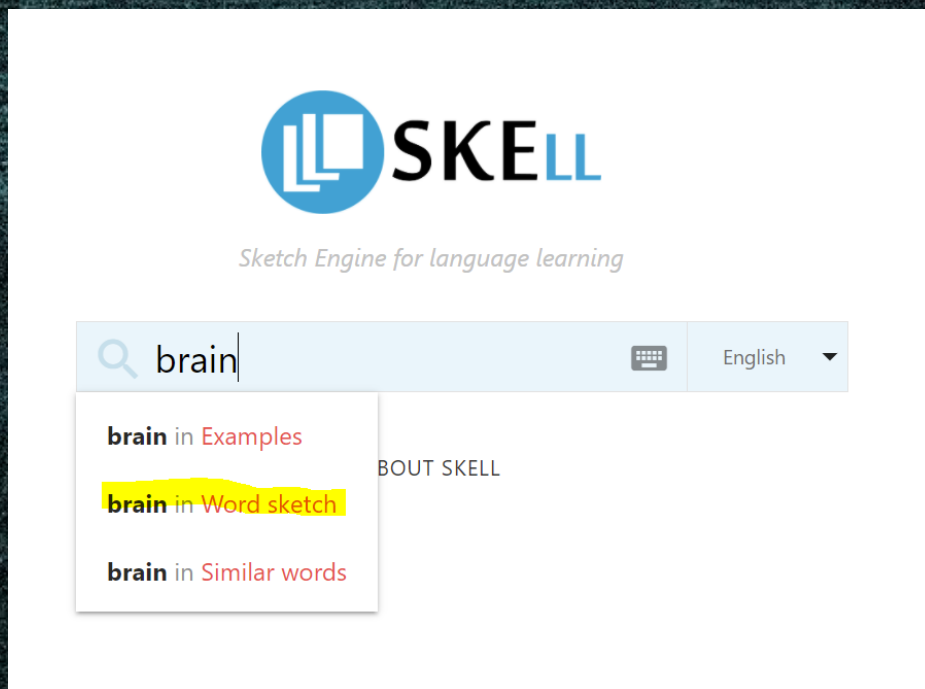 SKELL
Sketch Engine for language learning
brain
English
brain in Examples
BOUT SKELL
brain in Word sketch
brain in Similar words